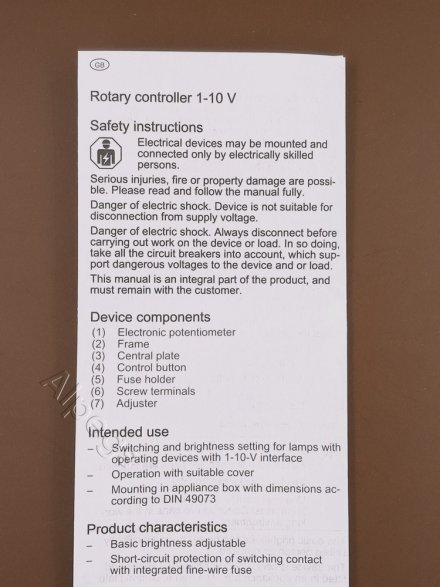 GB
Rotary controller 1-10 V
Safety instructions
Electrical devices may be mounted and
connected only by electrically skilled
persons.
Serious injuries, fire or property damage are possi-
ble. Please read and follow the manual fully.
Danger of electric shock. Device is not suitable for
disconnection from supply voltage.
Danger of electric shock. Always disconnect before
carrying out work on the device or load. In so doing,
take all the circuit breakers into account, which sup-
port dangerous voltages to the device and or load.
This manual is an integral part of the product, and
must remain with the customer.
Device components
(1) Electronic potentiometer
(2) Frame
(3) Central plate
(4) Control button
(5) Fuse holder
(6) Screw terminals
(7) Adjuster
Intended use
– Switching and brightness setting for lamps with
operating devices with 1-10-V interface
– Operation with suitable cover
– Mounting in appliance box with dimensions ac-
cording to DIN 49073
Product characteristics
– Basic brightness adjustable
– Short-circuit protection of switching contact
with integrated fine-wire fuse